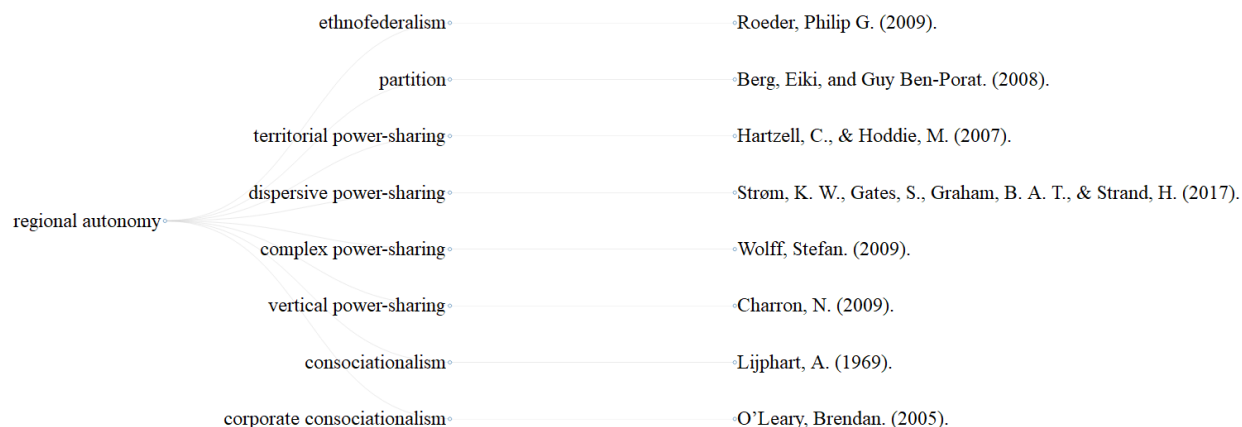 ethnofederalism Roeder, Philip G. (2009).
partition Berg, Eiki, and Guy Ben-Porat. (2008).
territorial power-sharing Hartzell, C., & Hoddie, M. (2007).
dispersive power-sharing Strøm, K. W., Gates, S., Graham, B. A. T., & Strand, H. (2017).
regional autonomy
complex power-sharing Wolff, Stefan. (2009).
vertical power-sharing Charron, N. (2009).
consociationalism Lijphart, A. (1969).
corporate consociationalism O’Leary, Brendan. (2005).